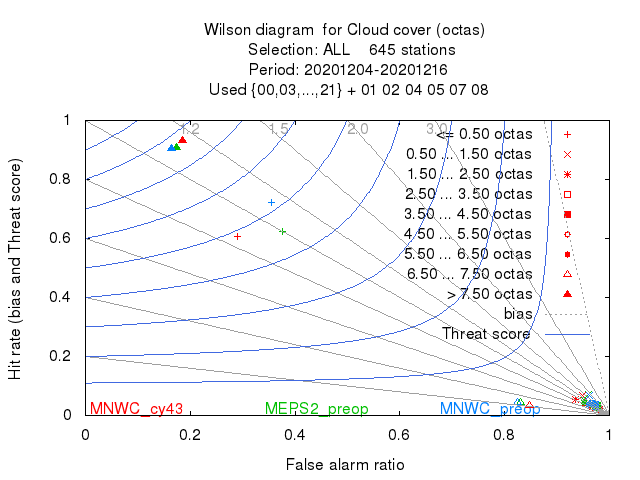 Wilson diagram for Cloud cover (octas)
Selection: ALL 645 stations
Period: 20201204-20201216
Used {00,03,...,21} + 01 02 04 05 07 08
Hit rate (bias and Threat score)
1
0.8
0.6
0.4
0.2
0
1.2 1.5 2.0 3.0
<= 0.50 octas
0.50 ... 1.50 octas
1.50 ... 2.50 octas
2.50 ... 3.50 octas
3.50 ... 4.50 octas
4.50 ... 5.50 octas
5.50 ... 6.50 octas
6.50 ... 7.50 octas
> 7.50 octas
bias
Threat score
MNWC_cy43 MEPS2_preop MNWC_preop
0 0.2 0.4 0.6 0.8 1
False alarm ratio